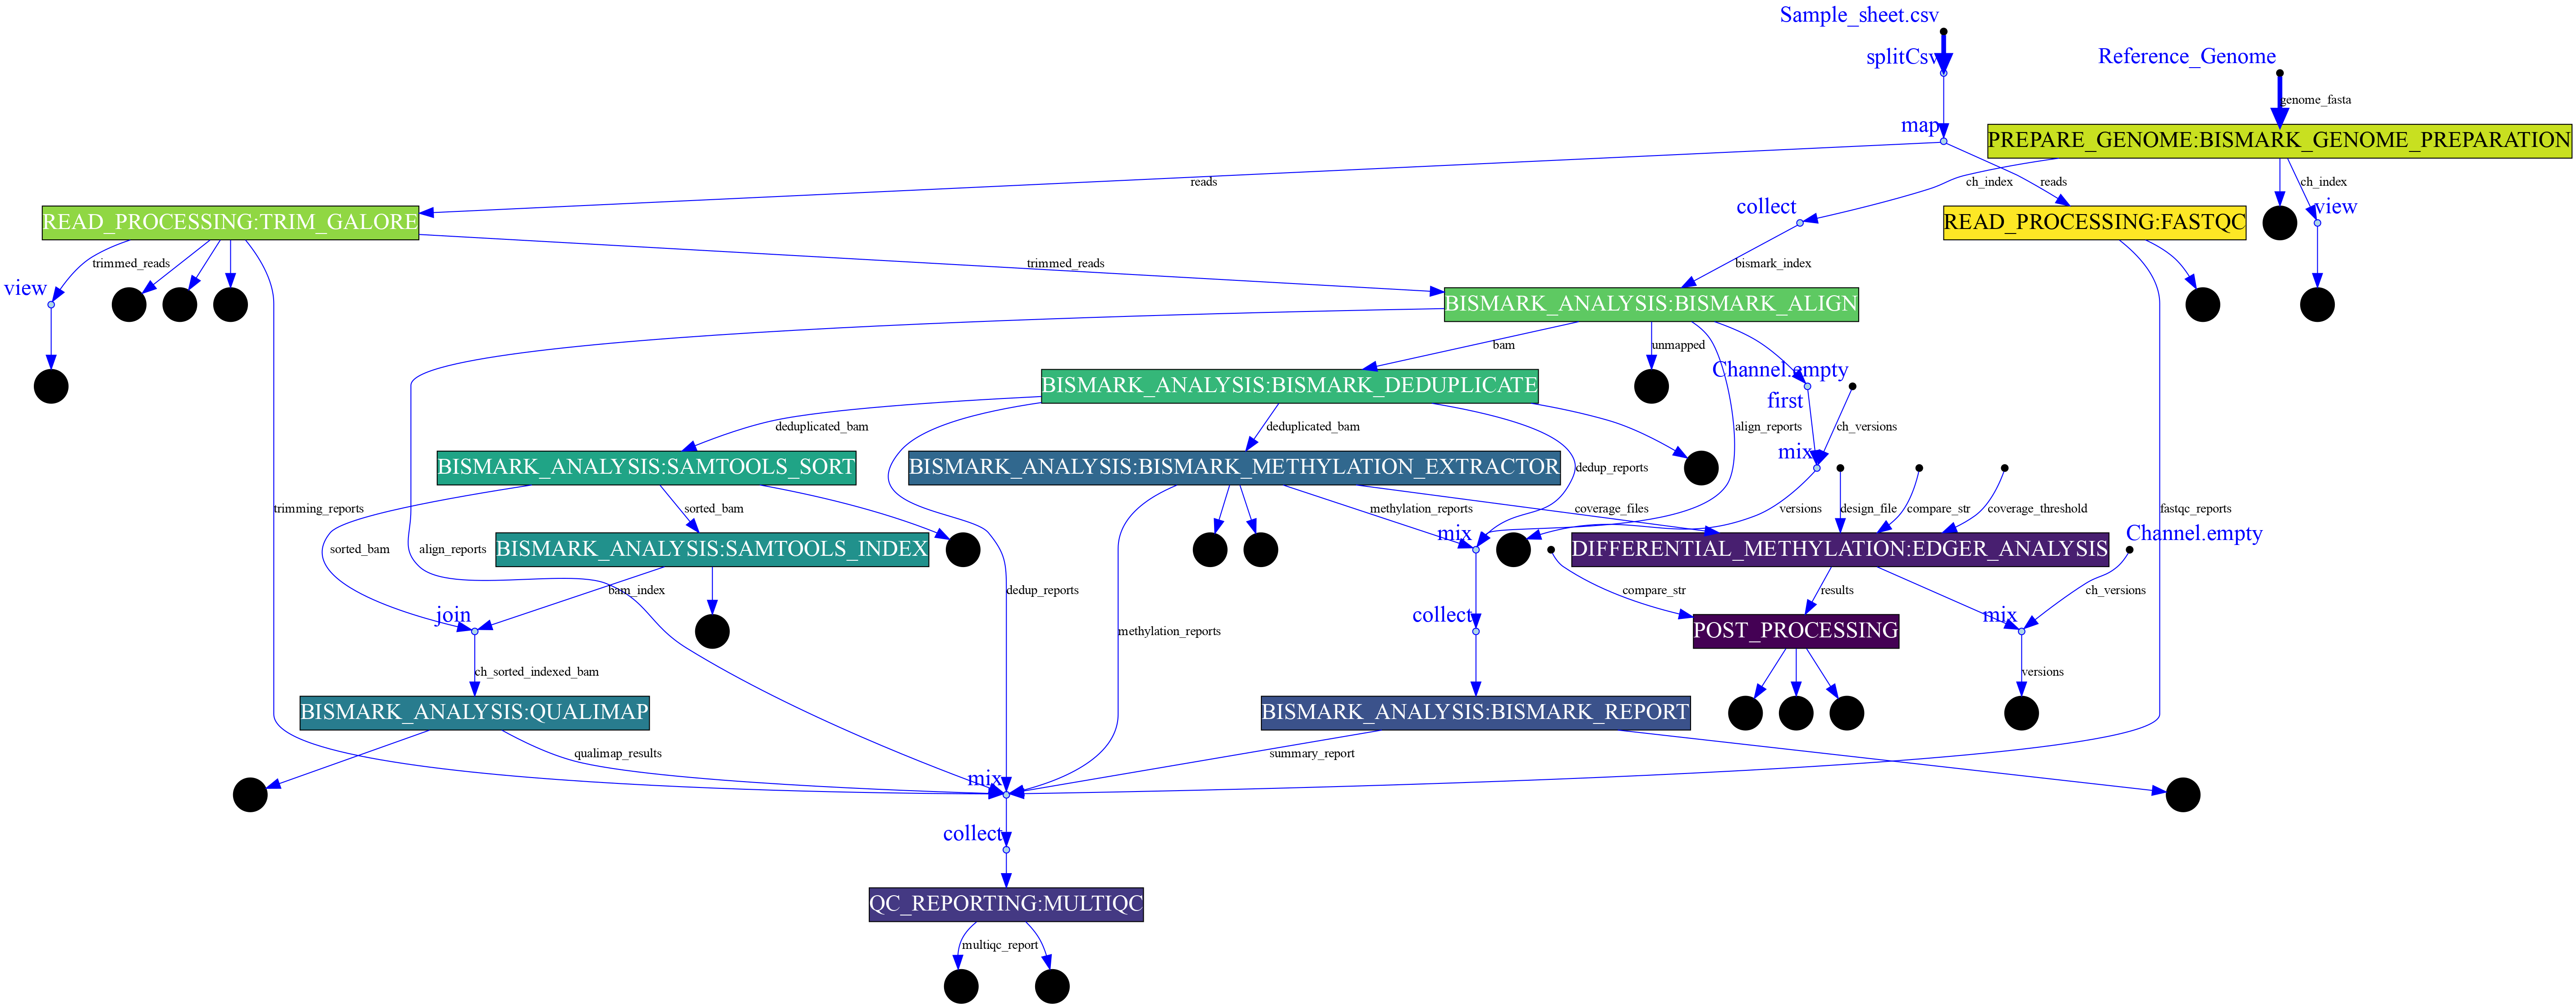 Sample_sheet.csv
splitCsv
Reference_Genome
genome_fasta
map
PREPARE_GENOME:BISMARK_GENOME_PREPARATION
reads
ch_index
reads
ch_index
collect
view
READ_PROCESSING:TRIM_GALORE
READ_PROCESSING:FASTQC
trimmed_reads
trimmed_reads
bismark_index
view
BISMARK_ANALYSIS:BISMARK_ALIGN
bam
unmapped
Channel.empty
BISMARK_ANALYSIS:BISMARK_DEDUPLICATE
first
deduplicated_bam
deduplicated_bam
align_reports
ch_versions
mix
BISMARK_ANALYSIS:SAMTOOLS_SORT
BISMARK_ANALYSIS:BISMARK_METHYLATION_EXTRACTOR
dedup_reports
trimming_reports
sorted_bam
methylation_reports
coverage_files
versions
design_file
compare_str
coverage_threshold
fastqc_reports
mix
Channel.empty
sorted_bam
align_reports
BISMARK_ANALYSIS:SAMTOOLS_INDEX
DIFFERENTIAL_METHYLATION:EDGER_ANALYSIS
bam_index
dedup_reports
compare_str
results
ch_versions
join
collect
mix
methylation_reports
POST_PROCESSING
ch_sorted_indexed_bam
versions
BISMARK_ANALYSIS:QUALIMAP
BISMARK_ANALYSIS:BISMARK_REPORT
qualimap_results
summary_report
mix
collect
QC_REPORTING:MULTIQC
multiqc_report